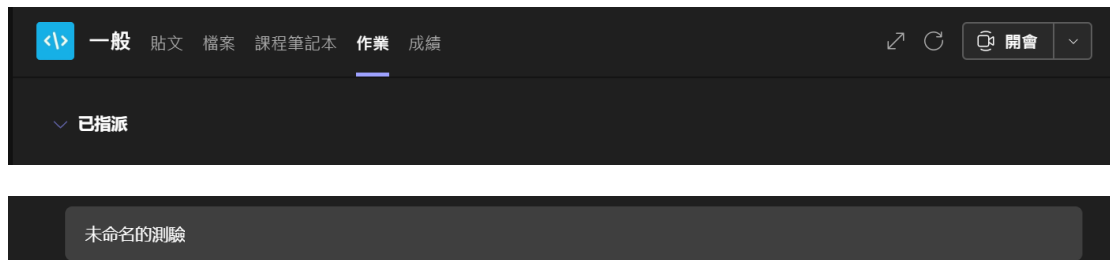 一般 貼文 檔案 課程筆記本 作業 成績 開會
已指派
未命名的測驗